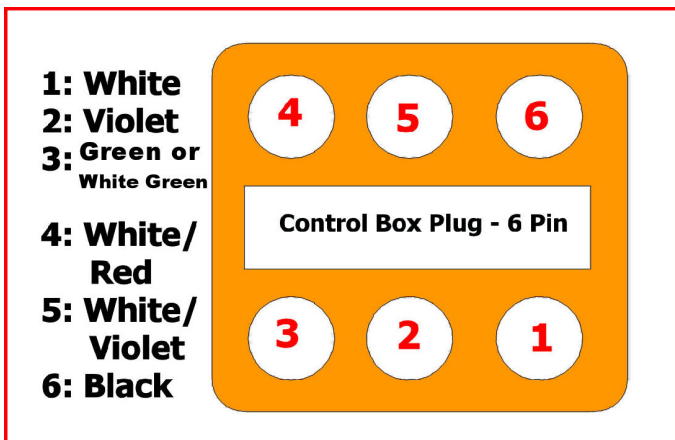 1: White
2: Violet
3: Green or
White Green
4: White/
Red
5: White/
Violet
6: Black
4 5 6
Control Box Plug - 6 Pin
3 2 1